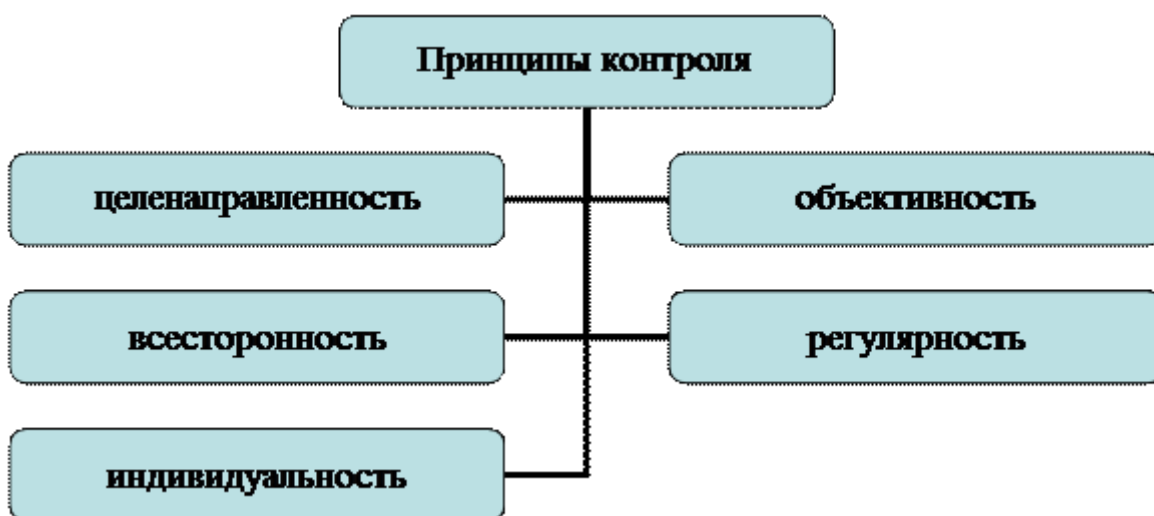 Принципы контроля
целенаправленность
объективность
всесторонность
регулярность
индивидуальность